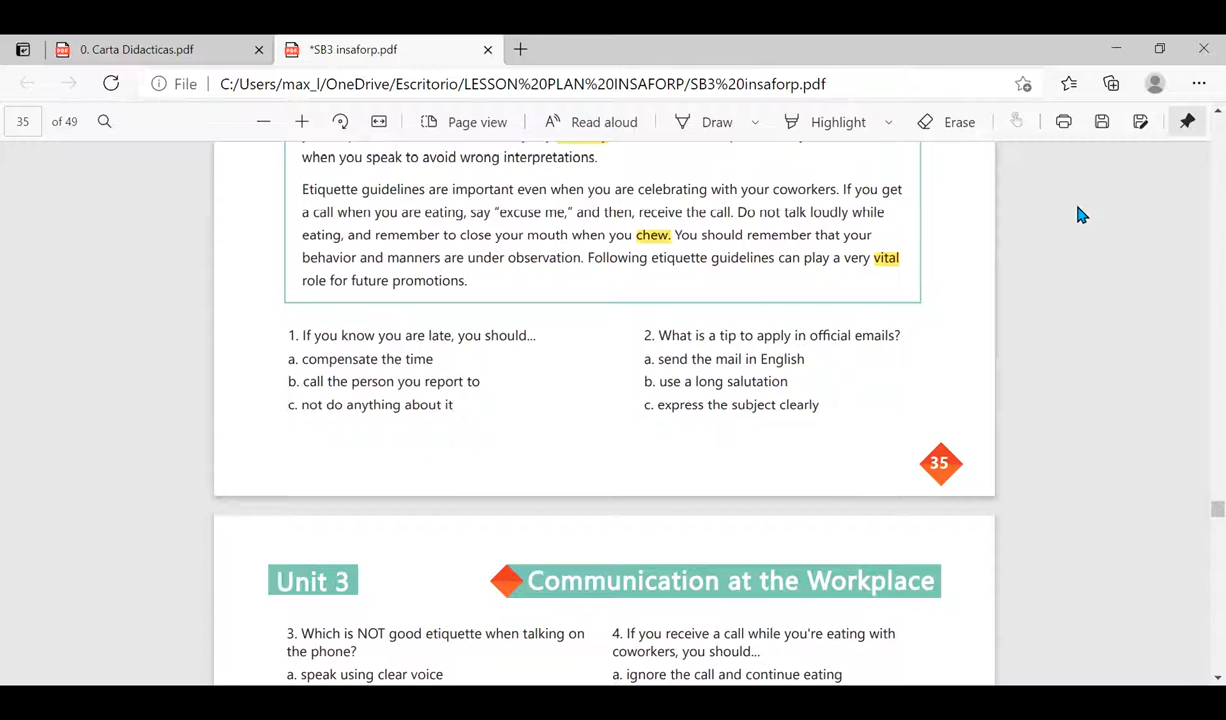 0. Carta Didacticas.pdf
*SB3 insaforp.pdf
File
C:/Users/max_l/OneDrive/Escritorio/LESSON%20PLAN%20INSAFORP/SB3%20insaforp.pdf
35 of 49
Page view
Read aloud
Draw
Highlight
Erase
when you speak to avoid wrong interpretations.
Etiquette guidelines are important even when you are celebrating with your coworkers. If you get
a call when you are eating, say “excuse me,” and then, receive the call. Do not talk loudly while
eating, and remember to close your mouth when you chew. You should remember that your
behavior and manners are under observation. Following etiquette guidelines can play a very vital
role for future promotions.
1. If you know you are late, you should...
a. compensate the time
b. call the person you report to
c. not do anything about it
2. What is a tip to apply in official emails?
a. send the mail in English
b. use a long salutation
c. express the subject clearly
35
Unit 3
Communication at the Workplace
3. Which is NOT good etiquette when talking on
the phone?
a. speak using clear voice
4. If you receive a call while you're eating with
coworkers, you should...
a. ignore the call and continue eating